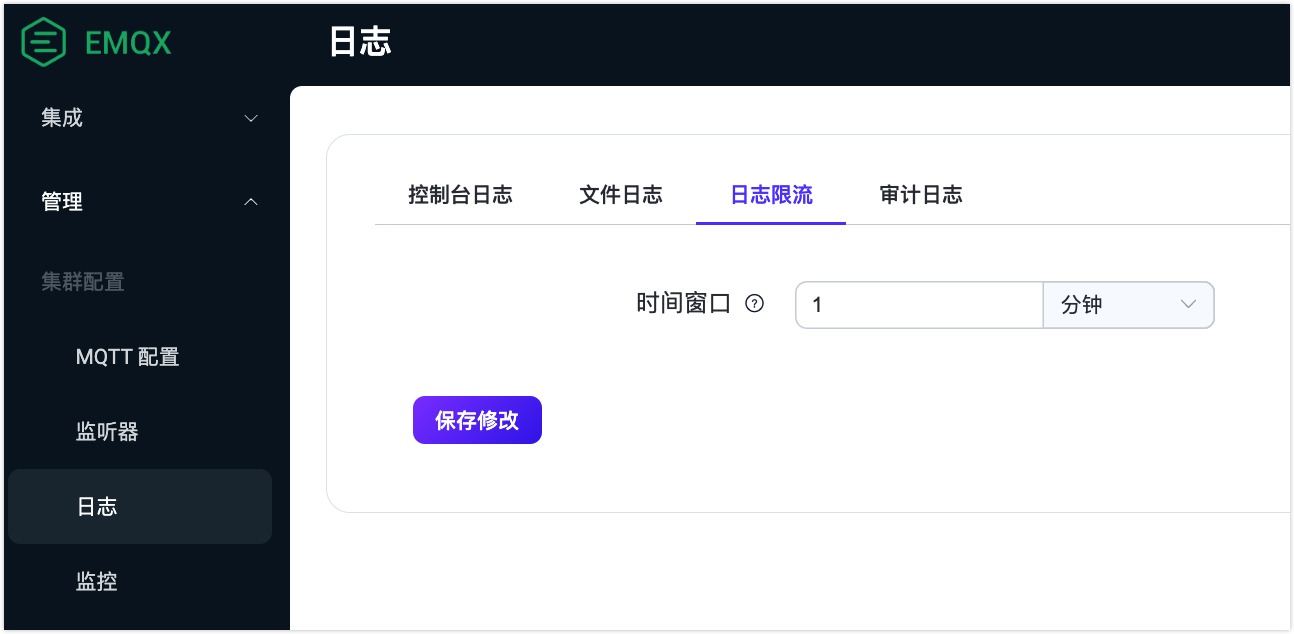 EMQX
日志
集成
管理
集群配置
MQTT 配置
监听器
日志
监控
控制台日志 文件日志 日志限流 审计日志
时间窗口 ? 1 分钟
保存修改